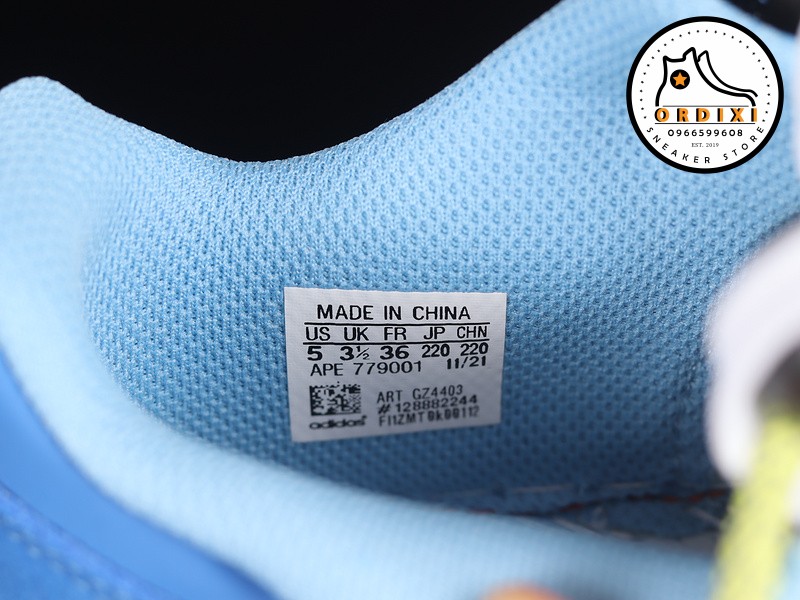 ORDIXI
0966599608
EST. 2019
SNEAKER STORE
MADE IN CHINA
US UK FR JP CHN
5 3½ 36 220 220
APE 779001 11/21
ART GZ4403
#128882244
adidas